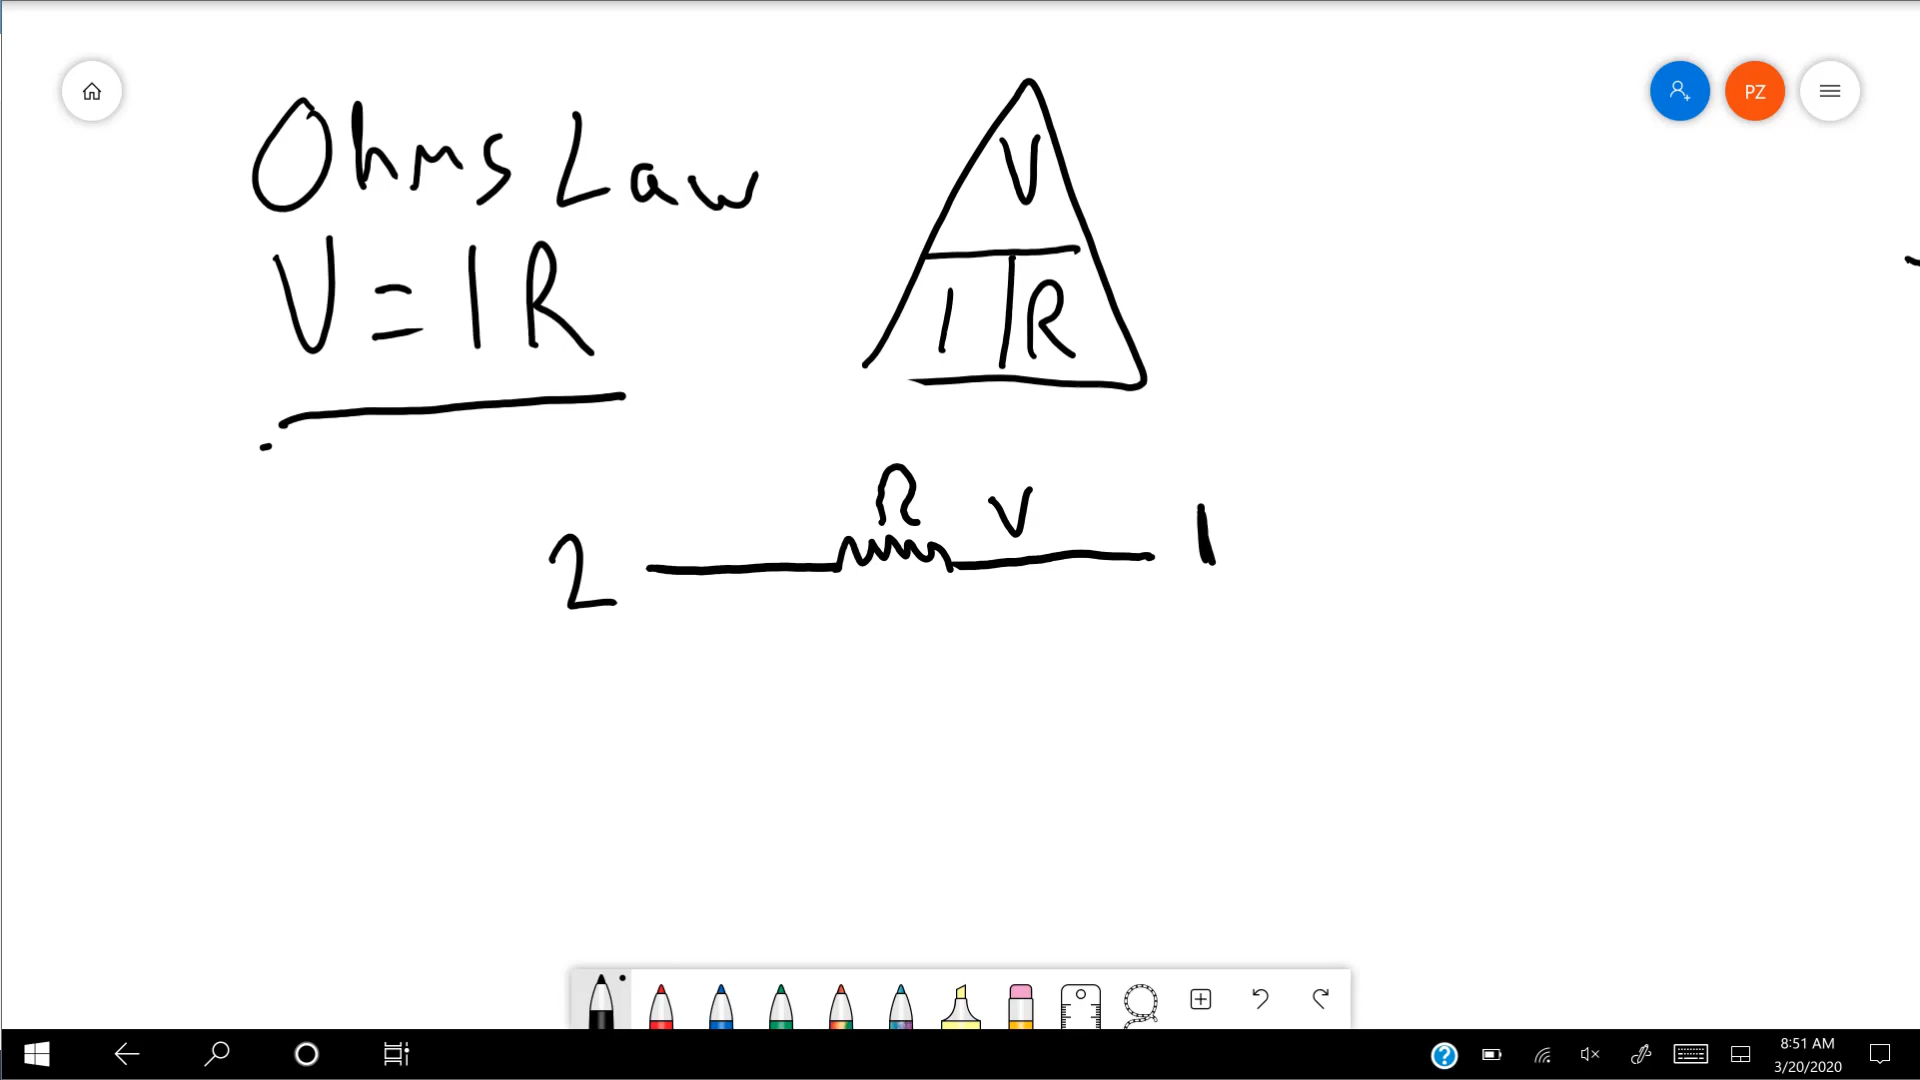 Ohms Law
V = I R
V
I R
R V
2 1
PZ
8:51 AM
3/20/2020